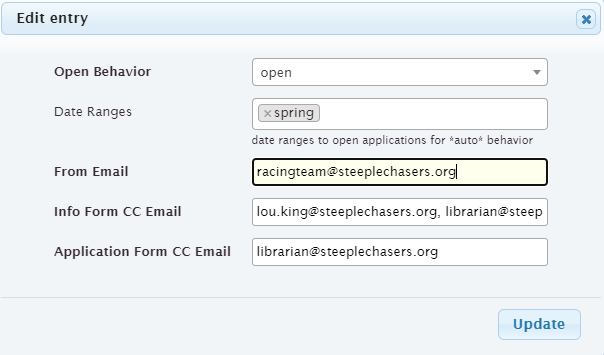 Edit entry
Open Behavior open
Date Ranges ×spring
date ranges to open applications for *auto* behavior
From Email racingteam@steeplechasers.org
Info Form CC Email lou.king@steeplechasers.org, librarian@steep
Application Form CC Email librarian@steeplechasers.org
Update